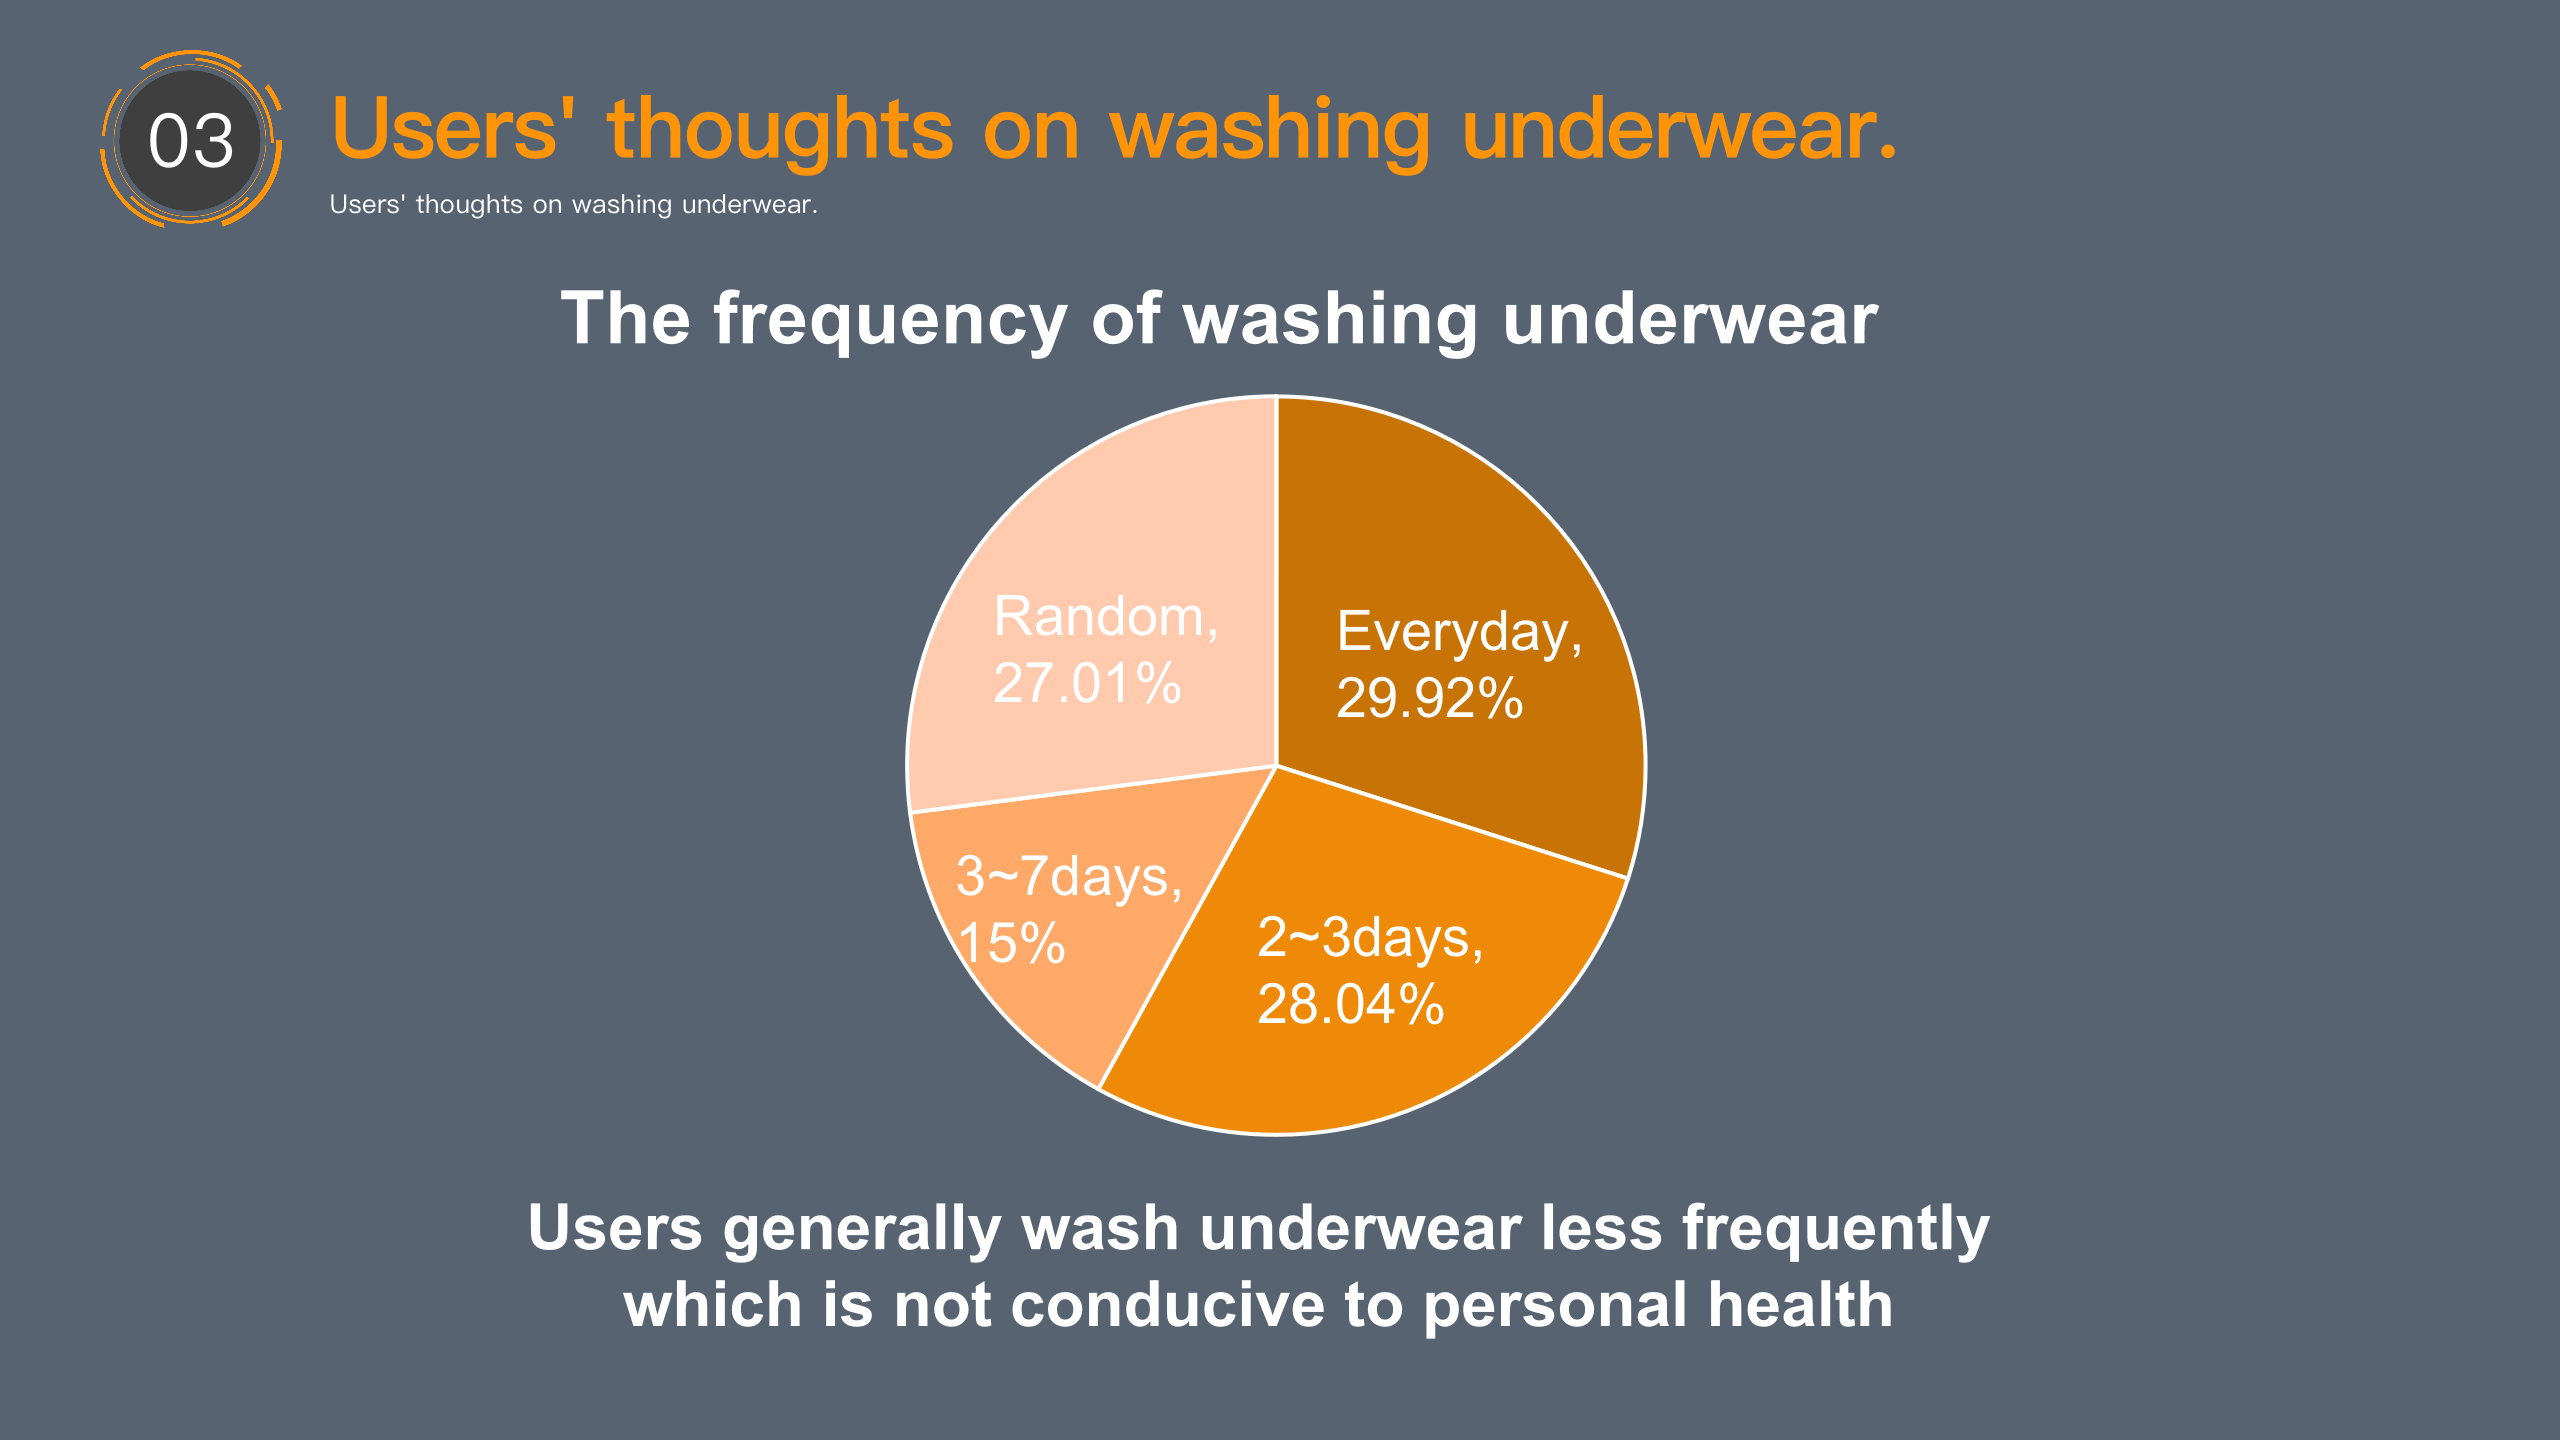 03
Users' thoughts on washing underwear.
Users' thoughts on washing underwear.
The frequency of washing underwear
Random,
27.01%
Everyday,
29.92%
3~7days,
15%
2~3days,
28.04%
Users generally wash underwear less frequently
which is not conducive to personal health